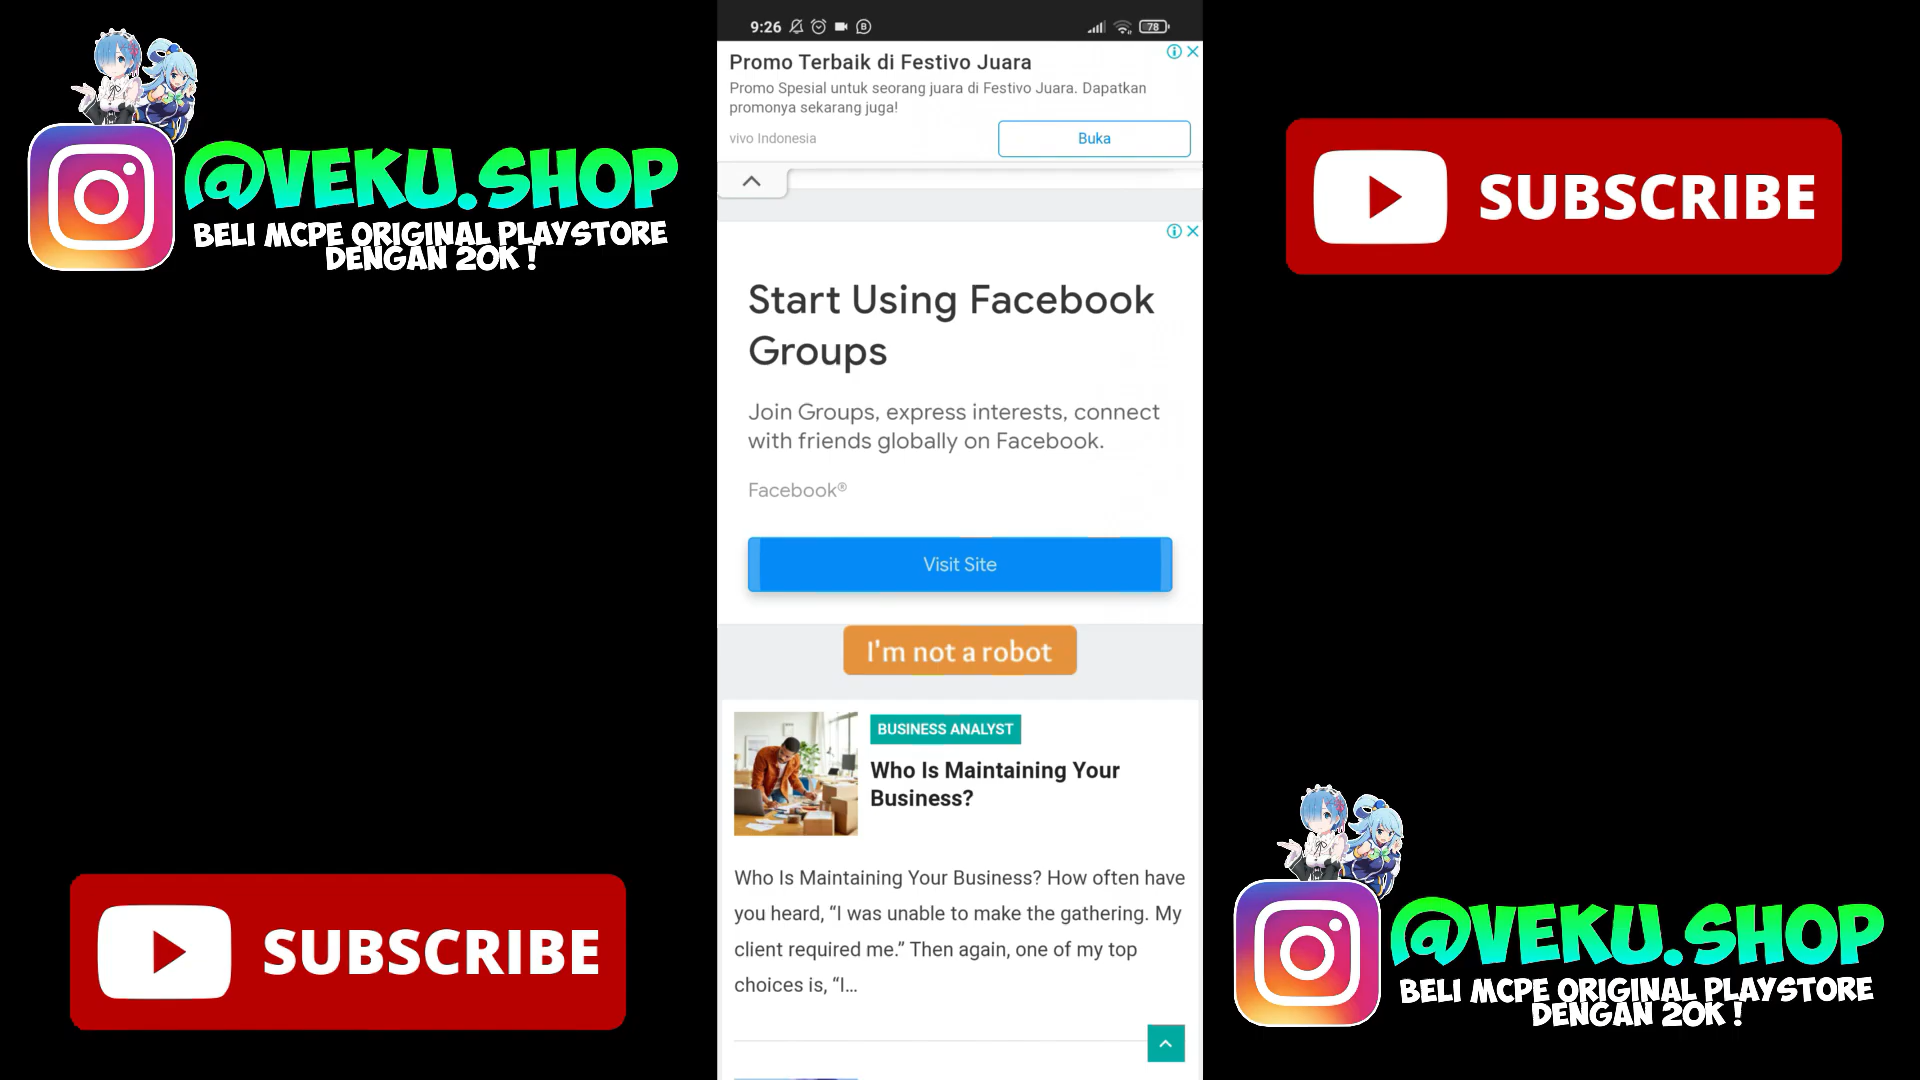 @VEKU.SHOP
BELI MCPE ORIGINAL PLAYSTORE
DENGAN 20K !
9:26
78
Promo Terbaik di Festivo Juara
Promo Spesial untuk seorang juara di Festivo Juara. Dapatkan
promonya sekarang juga!
vivo Indonesia
Buka
SUBSCRIBE
Start Using Facebook
Groups
Join Groups, express interests, connect
with friends globally on Facebook.
Facebook®
Visit Site
I'm not a robot
BUSINESS ANALYST
Who Is Maintaining Your
Business?
Who Is Maintaining Your Business? How often have
you heard, “I was unable to make the gathering. My
client required me.” Then again, one of my top
choices is, “I...
SUBSCRIBE
@VEKU.SHOP
BELI MCPE ORIGINAL PLAYSTORE
DENGAN 20K !